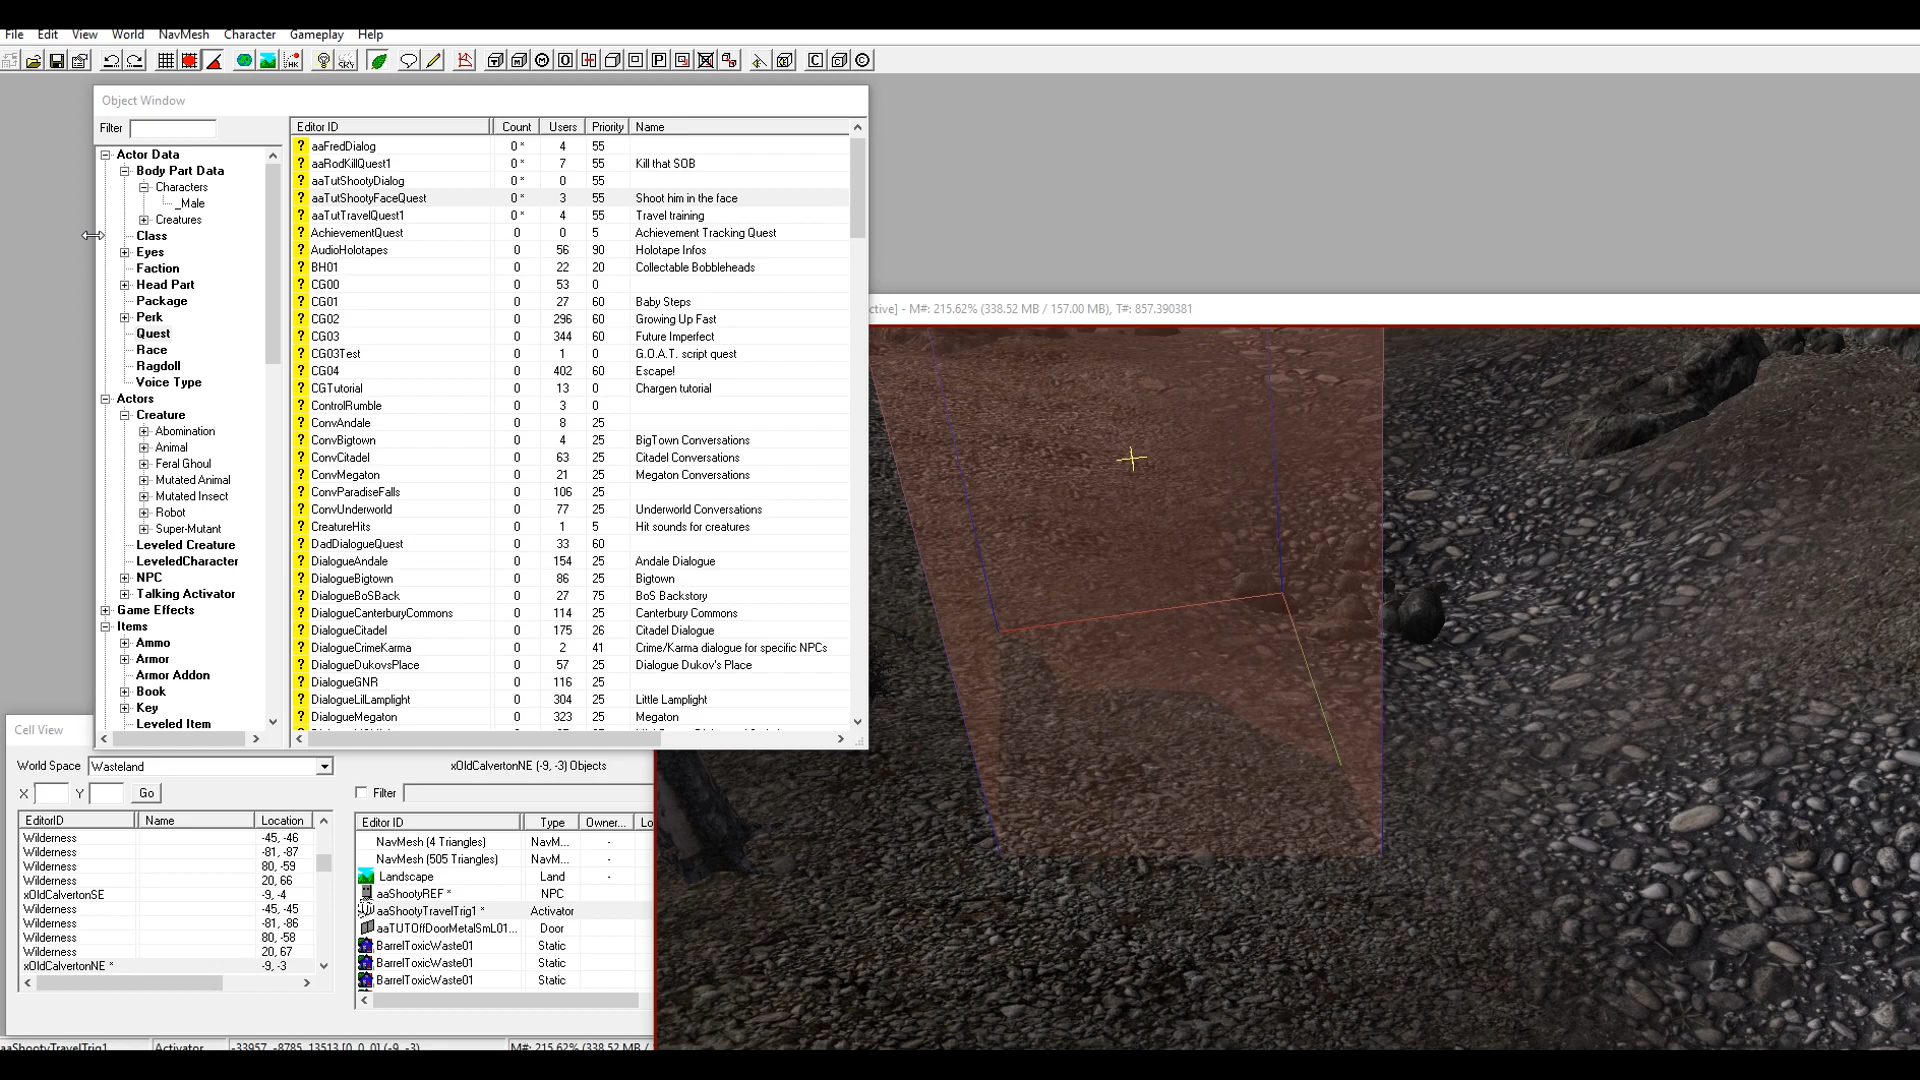 File Edit View World NavMesh Character Gameplay Help
Object Window
Filter
Actor Data
Body Part Data
Characters
_Male
Creatures
Class
Eyes
Faction
Head Part
Package
Perk
Quest
Race
Ragdoll
Voice Type
Actors
Creature
Abomination
Animal
Feral Ghoul
Mutated Animal
Mutated Insect
Robot
Super-Mutant
Leveled Creature
LeveledCharacter
NPC
Talking Activator
Game Effects
Items
Ammo
Armor
Armor Addon
Book
Key
Leveled Item
Editor ID Count Users Priority Name
? aaFredDialog 0 * 4 55
? aaRodKillQuest1 0 * 7 55 Kill that SOB
? aaTutShootyDialog 0 * 0 55
? aaTutShootyFaceQuest 0 * 3 55 Shoot him in the face
? aaTutTravelQuest1 0 * 4 55 Travel training
? AchievementQuest 0 0 5 Achievement Tracking Quest
? AudioHolotapes 0 56 90 Holotape Infos
? BH01 0 22 20 Collectable Bobbleheads
? CG00 0 53 0
? CG01 0 27 60 Baby Steps
? CG02 0 296 60 Growing Up Fast
? CG03 0 344 60 Future Imperfect
? CG03Test 0 1 0 G.O.A.T. script quest
? CG04 0 402 60 Escape!
? CGTutorial 0 13 0 Chargen tutorial
? ControlRumble 0 3 0
? ConvAndale 0 8 25
? ConvBigtown 0 4 25 BigTown Conversations
? ConvCitadel 0 63 25 Citadel Conversations
? ConvMegaton 0 21 25 Megaton Conversations
? ConvParadiseFalls 0 106 25
? ConvUnderworld 0 77 25 Underworld Conversations
? CreatureHits 0 1 5 Hit sounds for creatures
? DadDialogueQuest 0 33 60
? DialogueAndale 0 154 25 Andale Dialogue
? DialogueBigtown 0 86 25 Bigtown
? DialogueBoSBack 0 27 75 BoS Backstory
? DialogueCanterburyCommons 0 114 25 Canterbury Commons
? DialogueCitadel 0 175 26 Citadel Dialogue
? DialogueCrimeKarma 0 2 41 Crime/Karma dialogue for specific NPCs
? DialogueDukovsPlace 0 57 25 Dialogue Dukov's Place
? DialogueGNR 0 116 25
? DialogueLilLamplight 0 304 25 Little Lamplight
? DialogueMegaton 0 323 25 Megaton
ctive] - M#: 215.62% (338.52 MB / 157.00 MB), T#: 857.390381
Cell View
World Space Wasteland
X Y Go
EditorID Name Location
Wilderness -45, -46
Wilderness -81, -87
Wilderness 80, -59
Wilderness 20, 66
xOldCalvertonSE -9, -4
Wilderness -45, -45
Wilderness -81, -86
Wilderness 80, -58
Wilderness 20, 67
xOldCalvertonNE * -9, -3
xOldCalvertonNE (-9, -3) Objects
Filter
Editor ID Type Owner... Lo
NavMesh (4 Triangles) NavM... -
NavMesh (505 Triangles) NavM... -
Landscape Land -
aaShootyREF * NPC
aaShootyTravelTrig1 * Activator
aaTUTOffDoorMetalSmL01... Door
BarrelToxicWaste01 Static
BarrelToxicWaste01 Static
BarrelToxicWaste01 Static
aaShootyTravelTrig1 Activator -33957, -8785, 13513 [0, 0, 0] (-9, -3) M#: 215.62% (338.52 MB /